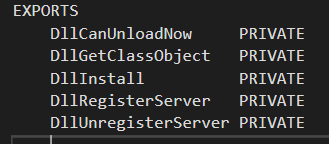 EXPORTS
DllCanUnloadNow PRIVATE
DllGetClassObject PRIVATE
DllInstall PRIVATE
DllRegisterServer PRIVATE
DllUnregisterServer PRIVATE